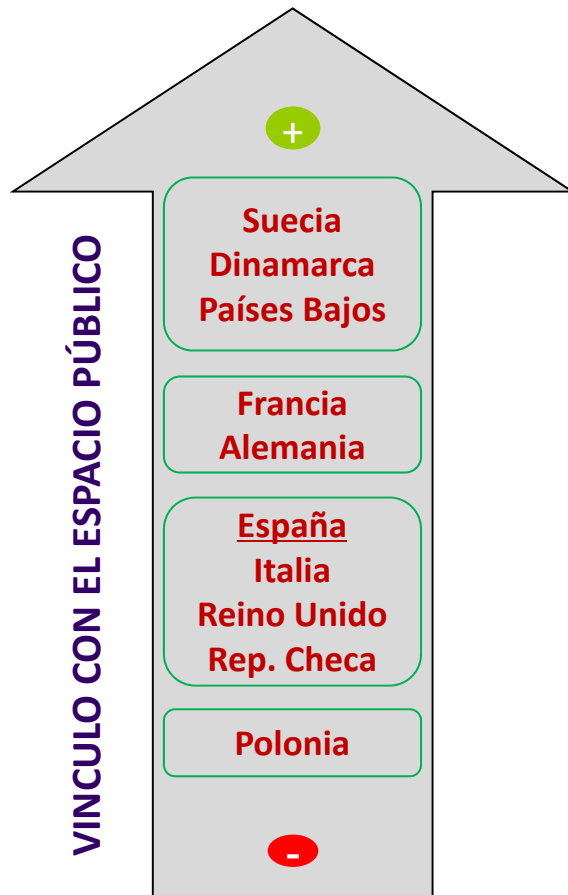 +
Suecia
Dinamarca
Países Bajos
VINCULO CON EL ESPACIO PÚBLICO
Francia
Alemania
España
Italia
Reino Unido
Rep. Checa
Polonia
-